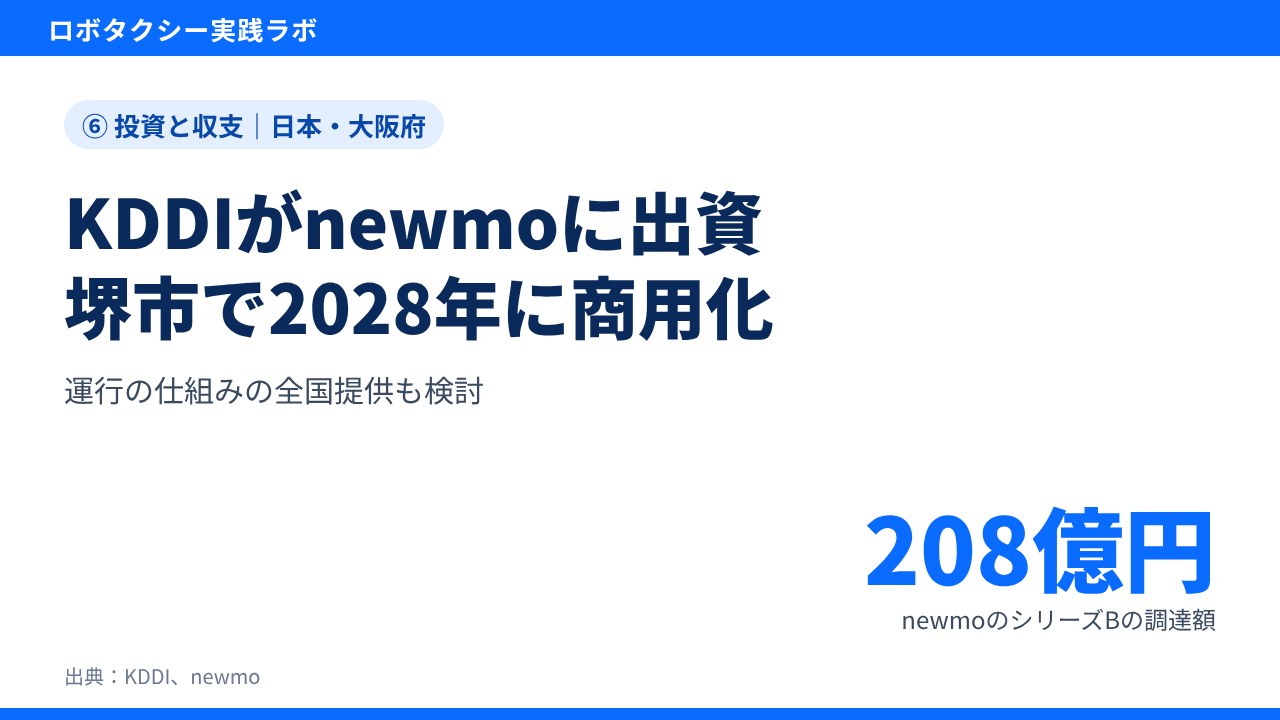 ロボタクシー実践ラボ
⑥ 投資と収支｜日本・大阪府
KDDIがnewmoに出資
堺市で2028年に商用化
運行の仕組みの全国提供も検討
208億円
newmoのシリーズBの調達額
出典：KDDI、newmo